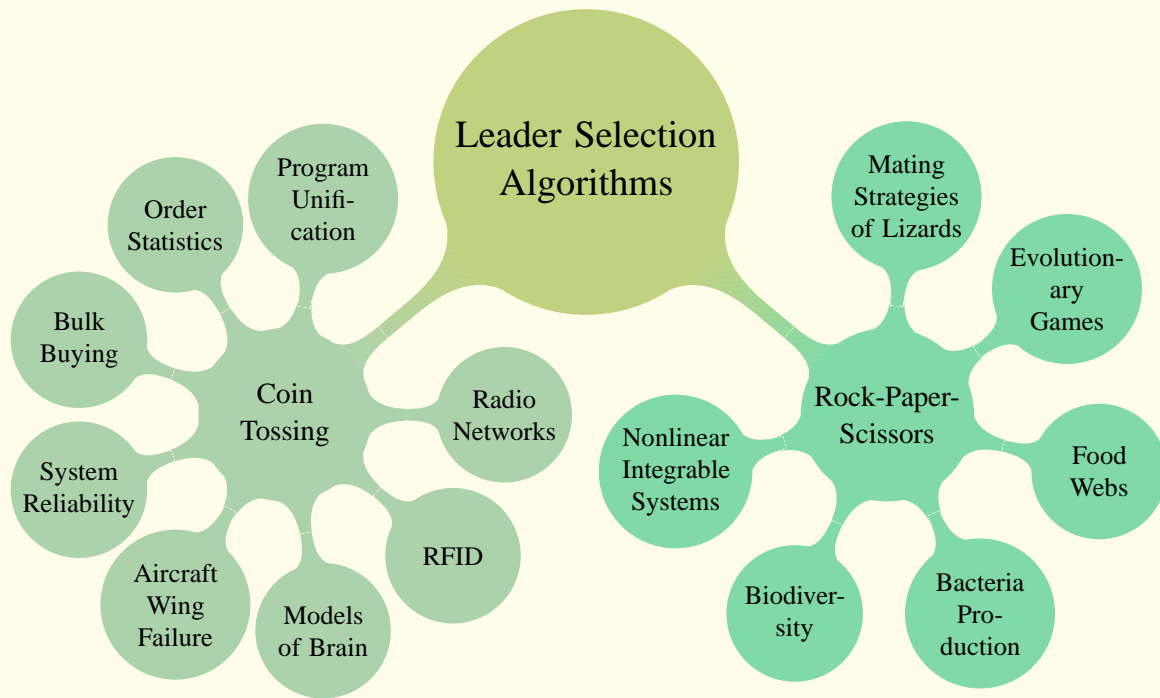 Leader Selection
Algorithms
Program
Unifi-
cation
Order
Statistics
Bulk
Buying
System
Reliability
Aircraft
Wing
Failure
Models
of Brain
RFID
Radio
Networks
Coin
Tossing
Mating
Strategies
of Lizards
Evolution-
ary
Games
Food
Webs
Bacteria
Pro-
duction
Biodiver-
sity
Nonlinear
Integrable
Systems
Rock-Paper-
Scissors